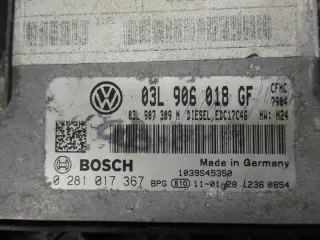 03L 906 018 GF CFHC
7904
03L 907 309 N / DIESEL,EDC17C46 HW: H24
BOSCH Made in Germany
1039S45350
0 281 017 367 BPG 810 11-01-28 1236 0854